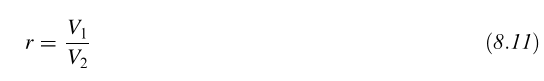 r = V₁ / V₂ (8.11)